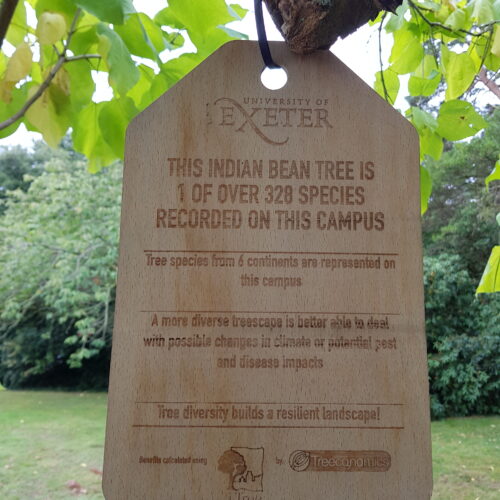 UNIVERSITY OF
EXETER
THIS INDIAN BEAN TREE IS
1 OF OVER 328 SPECIES
RECORDED ON THIS CAMPUS
Tree species from 6 continents are represented on
this campus
A more diverse treescape is better able to deal
with possible changes in climate or potential pest
and disease impacts
Tree diversity builds a resilient landscape!
Benefits calculated using
by:
Treeconomics